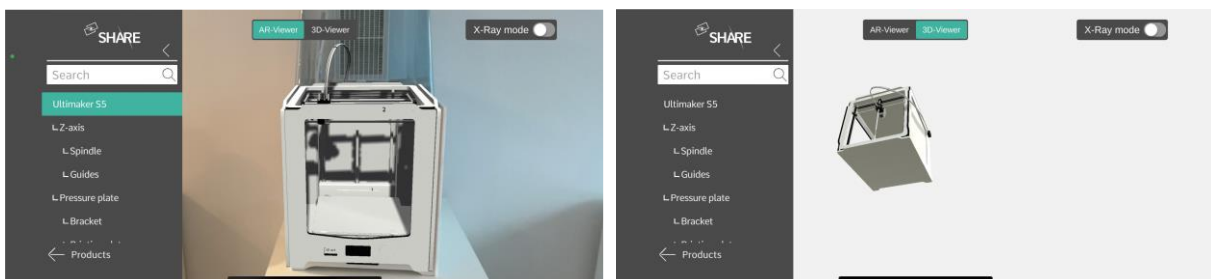 SHARE
AR-Viewer 3D-Viewer
X-Ray mode
Search
Ultimaker S5
Z-axis
Spindle
Guides
Pressure plate
Bracket
Products
2
SHARE
AR-Viewer 3D-Viewer
X-Ray mode
Search
Ultimaker S5
Z-axis
Spindle
Guides
Pressure plate
Bracket
Products